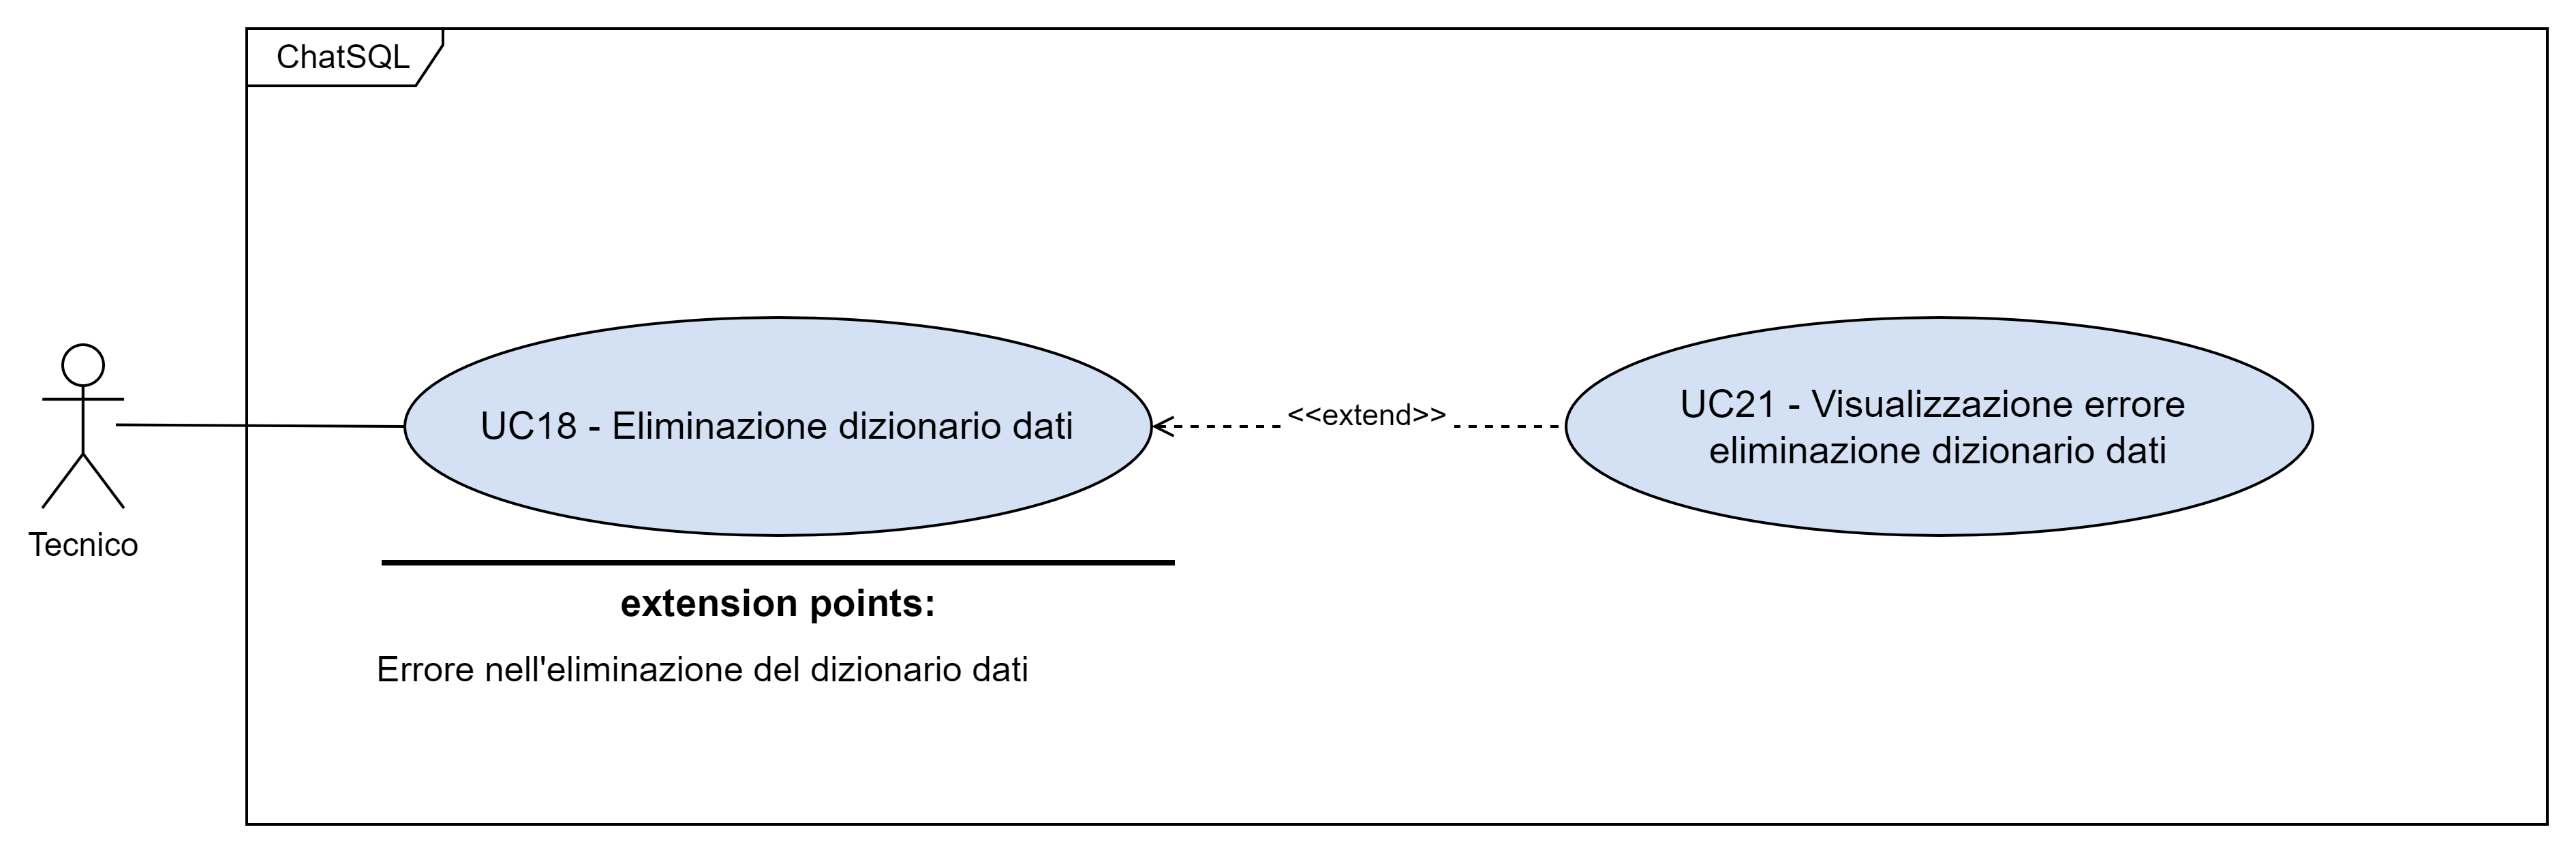 ChatSQL
Tecnico
UC18 - Eliminazione dizionario dati
<<extend>>
UC21 - Visualizzazione errore
eliminazione dizionario dati
extension points:
Errore nell'eliminazione del dizionario dati